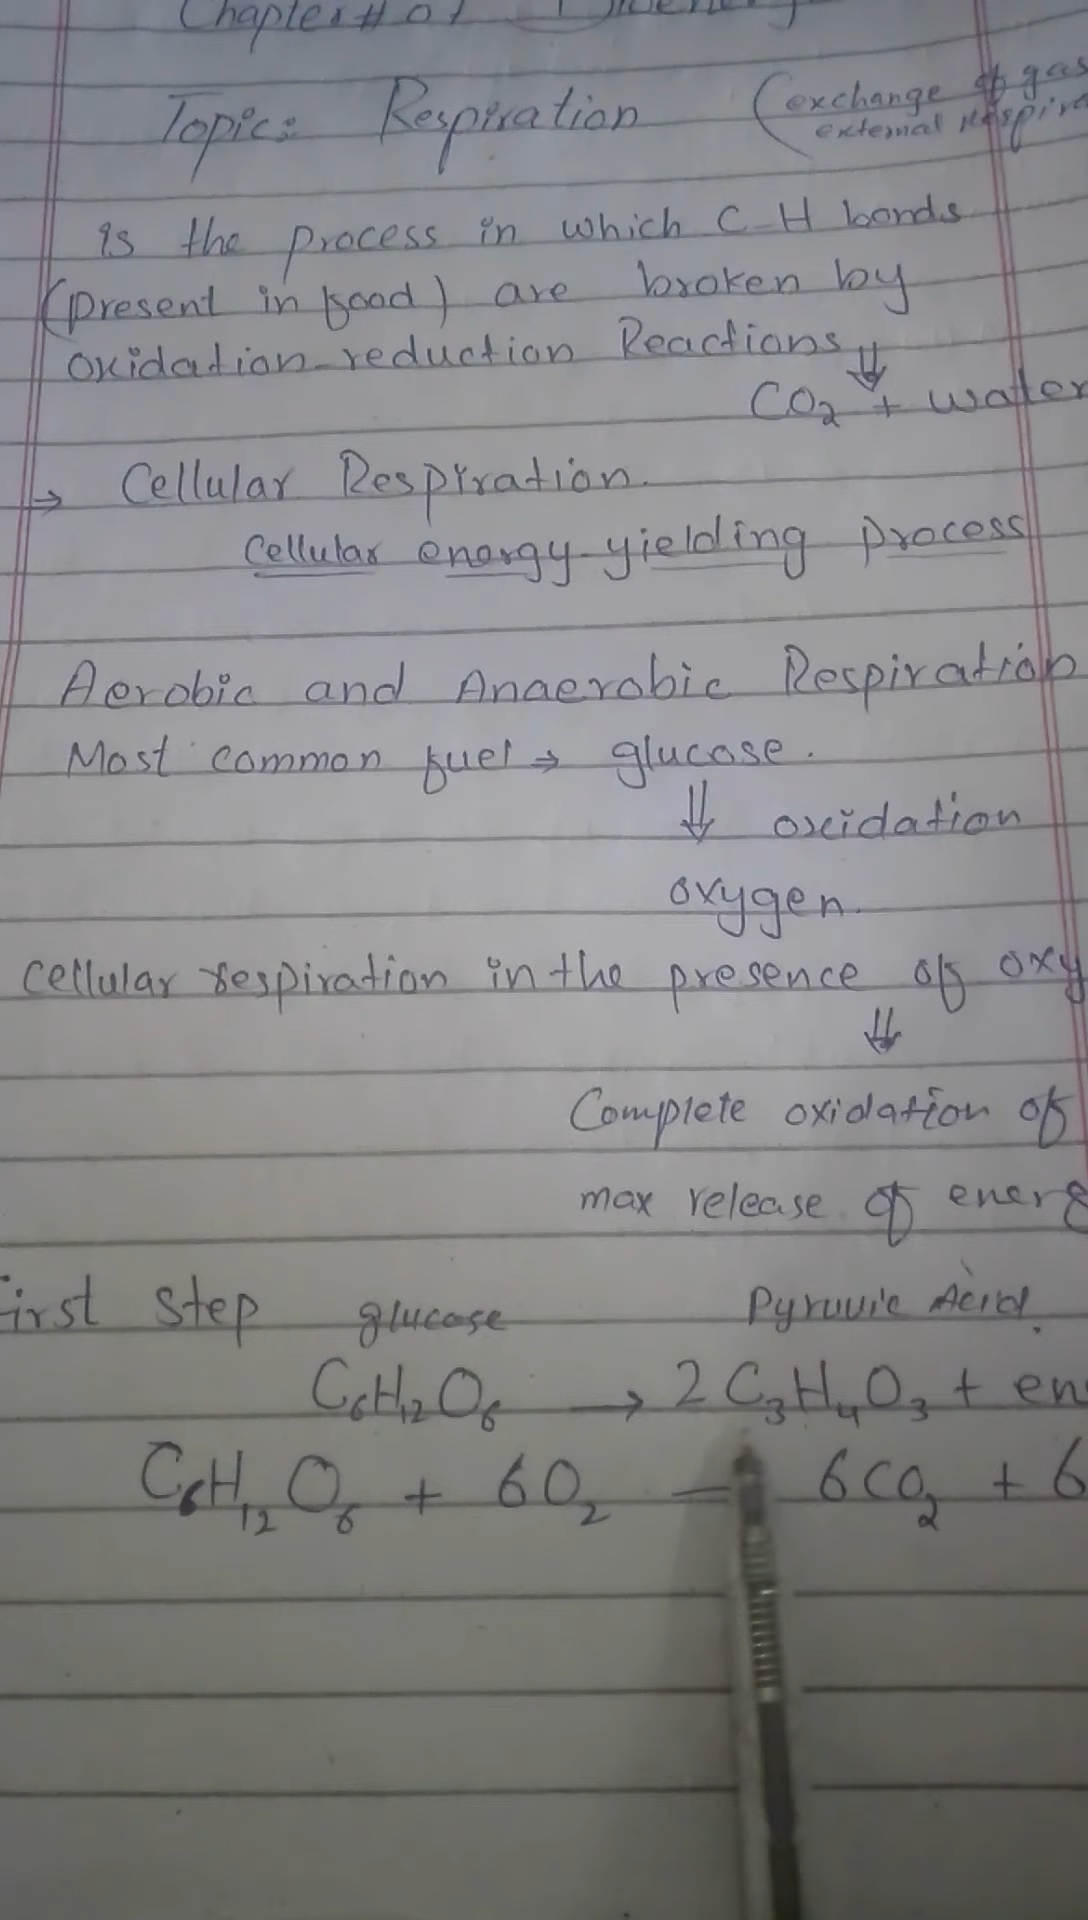 Chapter # 01
Topic: Respiration (exchange of gas
external respira
is the process in which C-H bonds
(present in food) are broken by
oxidation-reduction Reactions ⇓
CO₂ + water
→ Cellular Respiration.
Cellular energy-yielding process
Aerobic and Anaerobic Respiration
Most common fuel → glucose.
⇓ oxidation
oxygen.
Cellular respiration in the presence of oxy
⇓
Complete oxidation of
max release of energ
irst Step glucose Pyruvic Acid.
C₆H₁₂O₆ → 2C₃H₄O₃ + en
C₆H₁₂O₆ + 6O₂ — 6CO₂ + 6